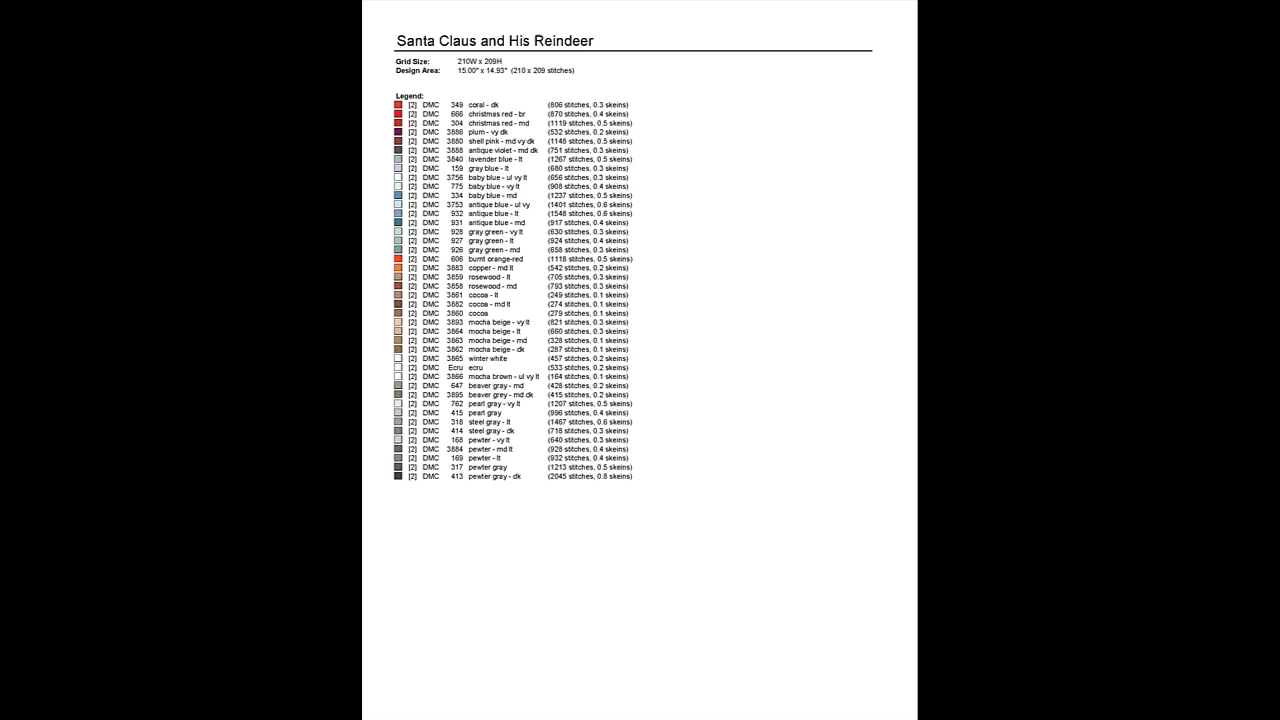 Santa Claus and His Reindeer
Grid Size: 210W x 209H
Design Area: 15.00" x 14.93" (210 x 209 stitches)
Legend:
[2] DMC 349 coral - dk (806 stitches, 0.3 skeins)
[2] DMC 666 christmas red - br (870 stitches, 0.4 skeins)
[2] DMC 304 christmas red - md (1119 stitches, 0.5 skeins)
[2] DMC 3886 plum - vy dk (532 stitches, 0.2 skeins)
[2] DMC 3880 shell pink - md vy dk (1148 stitches, 0.5 skeins)
[2] DMC 3888 antique violet - md dk (751 stitches, 0.3 skeins)
[2] DMC 3840 lavender blue - lt (1267 stitches, 0.5 skeins)
[2] DMC 159 gray blue - lt (680 stitches, 0.3 skeins)
[2] DMC 3756 baby blue - ul vy lt (656 stitches, 0.3 skeins)
[2] DMC 775 baby blue - vy lt (908 stitches, 0.4 skeins)
[2] DMC 334 baby blue - md (1237 stitches, 0.5 skeins)
[2] DMC 3753 antique blue - ul vy (1401 stitches, 0.6 skeins)
[2] DMC 932 antique blue - lt (1548 stitches, 0.6 skeins)
[2] DMC 931 antique blue - md (917 stitches, 0.4 skeins)
[2] DMC 928 gray green - vy lt (630 stitches, 0.3 skeins)
[2] DMC 927 gray green - lt (924 stitches, 0.4 skeins)
[2] DMC 926 gray green - md (658 stitches, 0.3 skeins)
[2] DMC 606 burnt orange-red (1118 stitches, 0.5 skeins)
[2] DMC 3883 copper - md lt (542 stitches, 0.2 skeins)
[2] DMC 3859 rosewood - lt (705 stitches, 0.3 skeins)
[2] DMC 3858 rosewood - md (793 stitches, 0.3 skeins)
[2] DMC 3861 cocoa - lt (249 stitches, 0.1 skeins)
[2] DMC 3882 cocoa - md lt (274 stitches, 0.1 skeins)
[2] DMC 3860 cocoa (279 stitches, 0.1 skeins)
[2] DMC 3893 mocha beige - vy lt (821 stitches, 0.3 skeins)
[2] DMC 3864 mocha beige - lt (660 stitches, 0.3 skeins)
[2] DMC 3863 mocha beige - md (328 stitches, 0.1 skeins)
[2] DMC 3862 mocha beige - dk (287 stitches, 0.1 skeins)
[2] DMC 3865 winter white (457 stitches, 0.2 skeins)
[2] DMC Ecru ecru (533 stitches, 0.2 skeins)
[2] DMC 3866 mocha brown - ul vy lt (164 stitches, 0.1 skeins)
[2] DMC 647 beaver gray - md (428 stitches, 0.2 skeins)
[2] DMC 3895 beaver grey - md dk (415 stitches, 0.2 skeins)
[2] DMC 762 pearl gray - vy lt (1207 stitches, 0.5 skeins)
[2] DMC 415 pearl gray (996 stitches, 0.4 skeins)
[2] DMC 318 steel gray - lt (1467 stitches, 0.6 skeins)
[2] DMC 414 steel gray - dk (718 stitches, 0.3 skeins)
[2] DMC 168 pewter - vy lt (640 stitches, 0.3 skeins)
[2] DMC 3884 pewter - md lt (928 stitches, 0.4 skeins)
[2] DMC 169 pewter - lt (932 stitches, 0.4 skeins)
[2] DMC 317 pewter gray (1213 stitches, 0.5 skeins)
[2] DMC 413 pewter gray - dk (2045 stitches, 0.8 skeins)